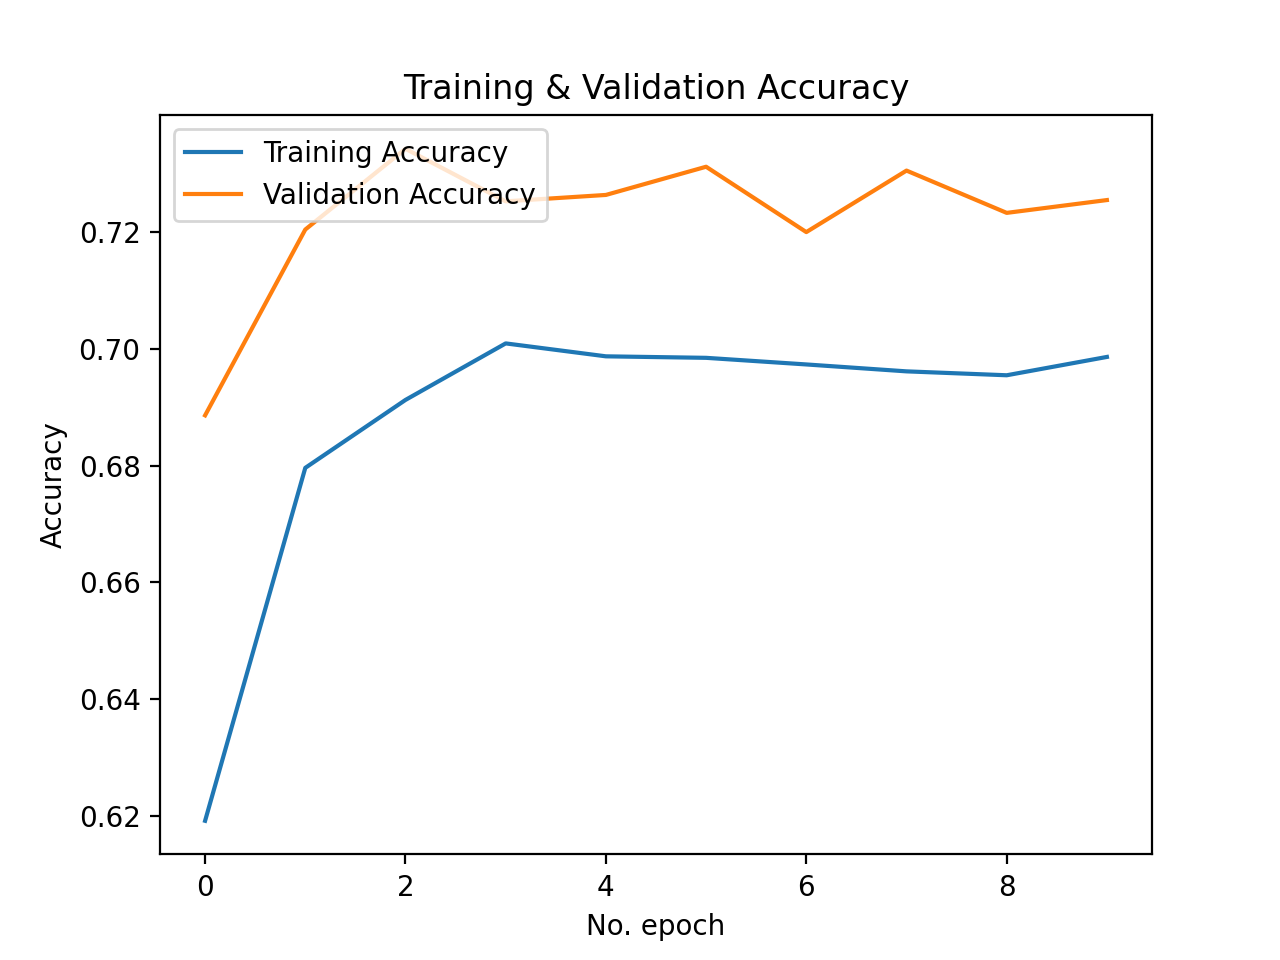 Training & Validation Accuracy
Training Accuracy
Validation Accuracy
0.72
0.70
0.68
0.66
0.64
0.62
Accuracy
0 2 4 6 8
No. epoch